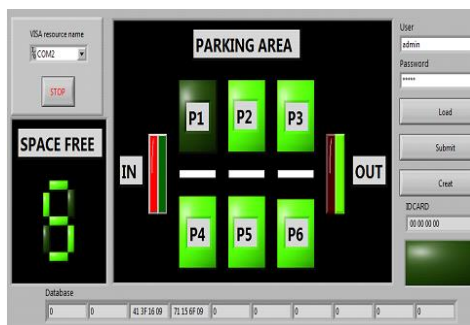 VISA resource name
COM2
STOP
SPACE FREE
5
PARKING AREA
P1 P2 P3
IN
OUT
P4 P5 P6
User
admin
Password
*****
Load
Submit
Creat
IDCARD
00 00 00 00
Database
0 0 41 3F 16 09 71 15 6F 09 0 0 0 0 0 0